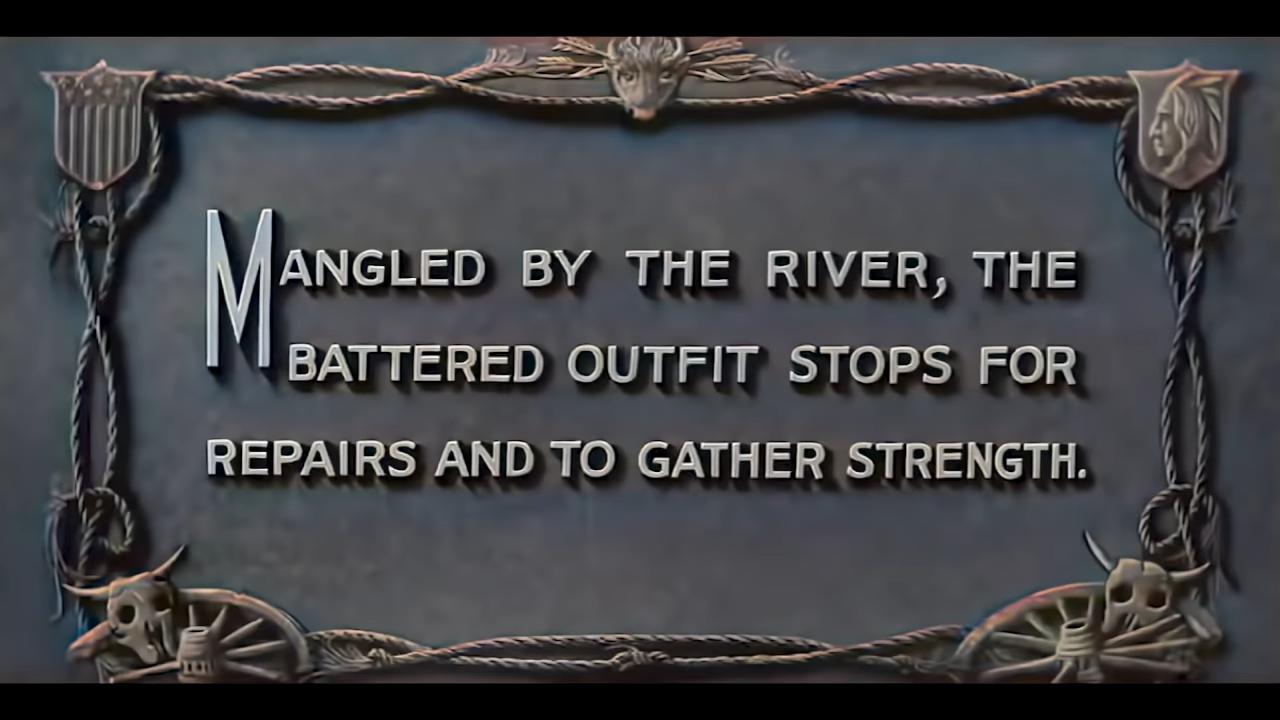 MANGLED BY THE RIVER, THE
BATTERED OUTFIT STOPS FOR
REPAIRS AND TO GATHER STRENGTH.